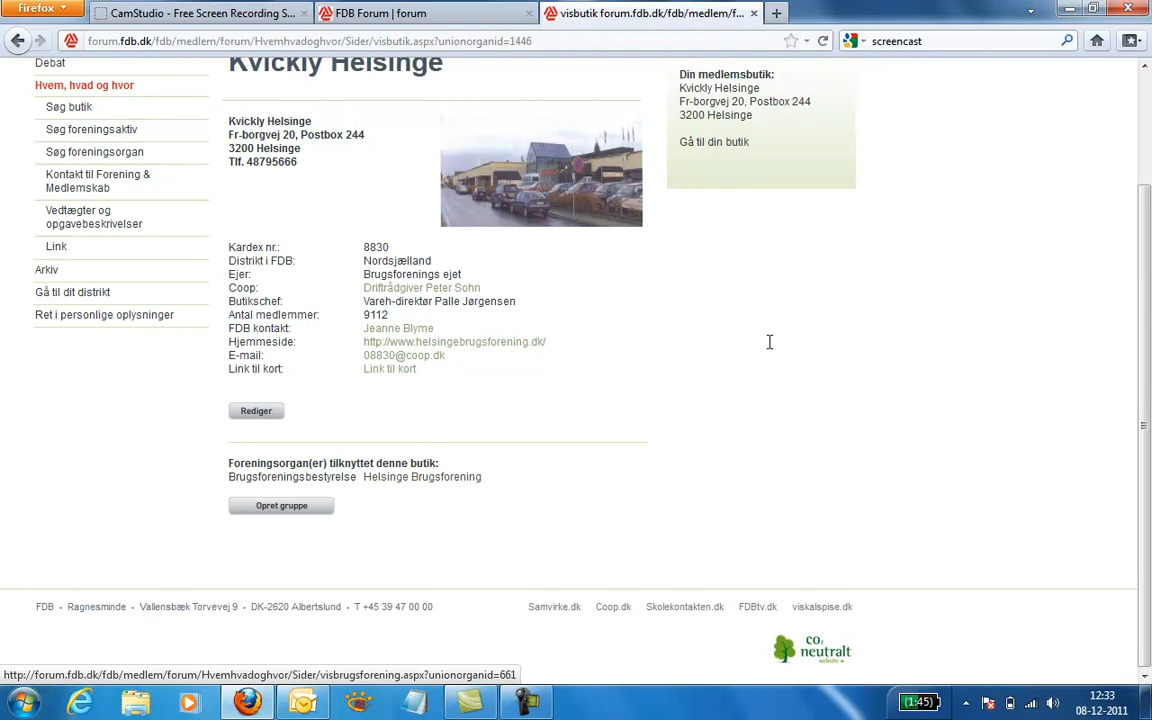 Firefox
CamStudio - Free Screen Recording S...
FDB Forum | forum
visbutik forum.fdb.dk/fdb/medlem/f...
forum.fdb.dk/fdb/medlem/forum/Hvemhvadoghvor/Sider/visbutik.aspx?unionorganid=1446
screencast
Debat
Hvem, hvad og hvor
Søg butik
Søg foreningsaktiv
Søg foreningsorgan
Kontakt til Forening &
Medlemskab
Vedtægter og
opgavebeskrivelser
Link
Arkiv
Gå til dit distrikt
Ret i personlige oplysninger
Kvickly Helsinge
Kvickly Helsinge
Fr-borgvej 20, Postbox 244
3200 Helsinge
Tlf. 48795666
Kardex nr.: 8830
Distrikt i FDB: Nordsjælland
Ejer: Brugsforenings ejet
Coop: Driftrådgiver Peter Sohn
Butikschef: Vareh-direktør Palle Jørgensen
Antal medlemmer: 9112
FDB kontakt: Jeanne Blyme
Hjemmeside: http://www.helsingebrugsforening.dk/
E-mail: 08830@coop.dk
Link til kort: Link til kort
Rediger
Foreningsorgan(er) tilknyttet denne butik:
Brugsforeningsbestyrelse Helsinge Brugsforening
Opret gruppe
Din medlemsbutik:
Kvickly Helsinge
Fr-borgvej 20, Postbox 244
3200 Helsinge
Gå til din butik
FDB - Ragnesminde - Vallensbæk Torvevej 9 - DK-2620 Albertslund - T +45 39 47 00 00
Samvirke.dk Coop.dk Skolekontakten.dk FDBtv.dk viskalspise.dk
CO2
neutralt
website
http://forum.fdb.dk/fdb/medlem/forum/Hvemhvadoghvor/Sider/visbrugsforening.aspx?unionorganid=661
(1:45)
12:33
08-12-2011